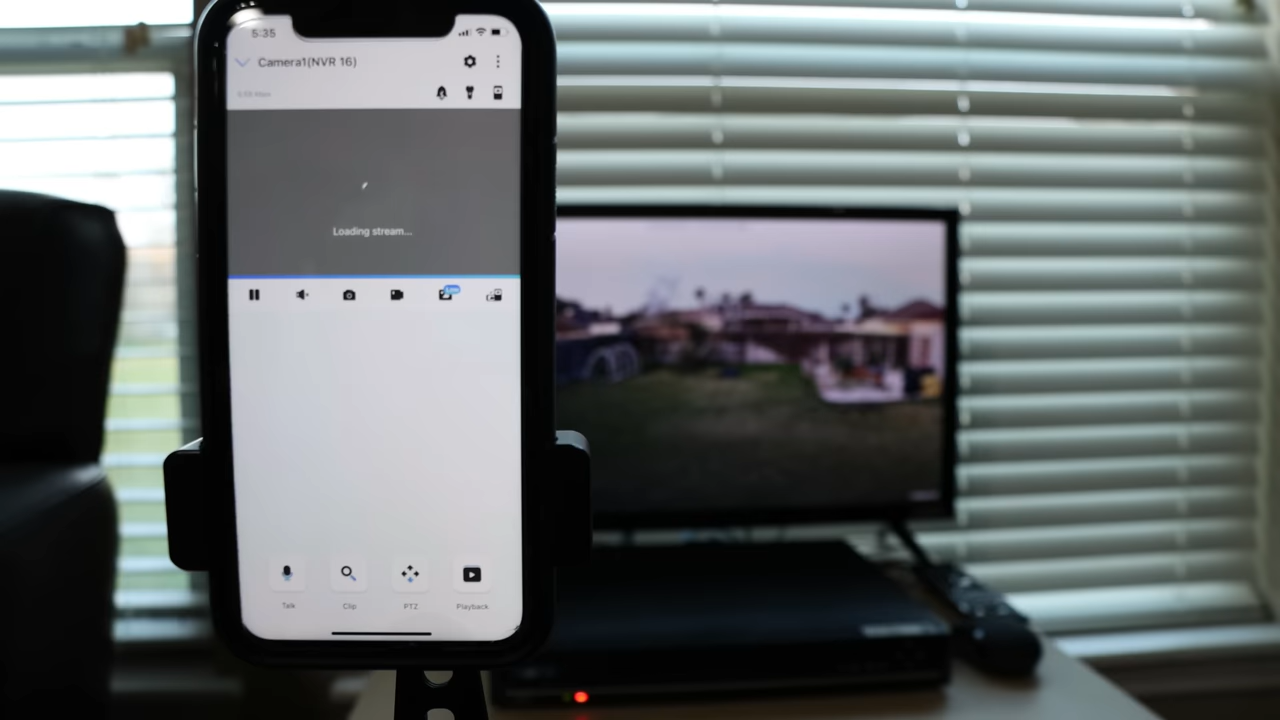 5:35
Camera1(NVR 16)
Loading stream...
Talk
Clip
PTZ
Playback